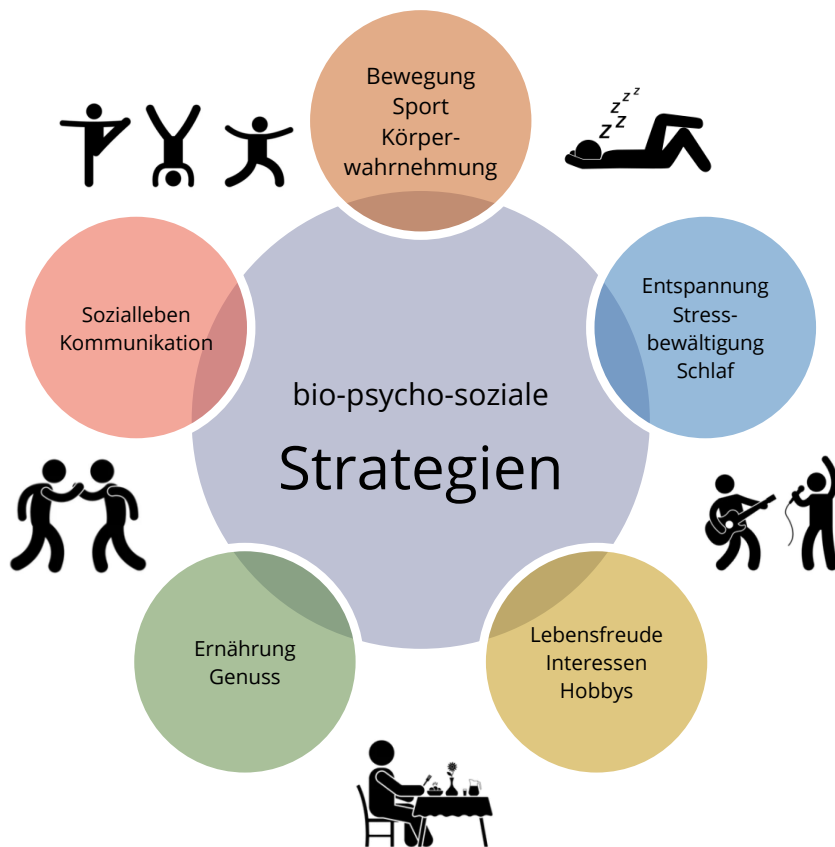 Bewegung
Sport
Körper-
wahrnehmung
z z z z z
Entspannung
Stress-
bewältigung
Schlaf
Sozialleben
Kommunikation
bio-psycho-soziale
Strategien
Lebensfreude
Interessen
Hobbys
Ernährung
Genuss